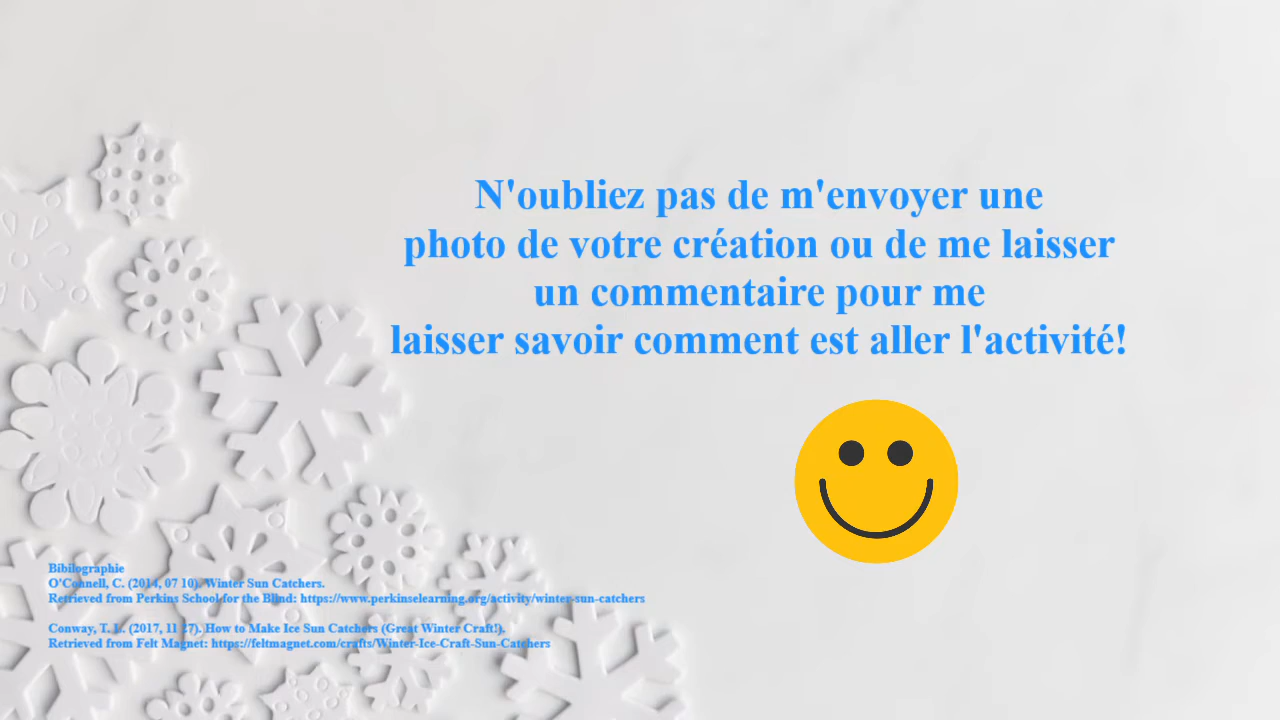 N'oubliez pas de m'envoyer une
photo de votre création ou de me laisser
un commentaire pour me
laisser savoir comment est aller l'activité!
Bibilographie
O'Connell, C. (2014, 07 10). Winter Sun Catchers.
Retrieved from Perkins School for the Blind: https://www.perkinselearning.org/activity/winter-sun-catchers
Conway, T. L. (2017, 11 27). How to Make Ice Sun Catchers (Great Winter Craft!).
Retrieved from Felt Magnet: https://feltmagnet.com/crafts/Winter-Ice-Craft-Sun-Catchers